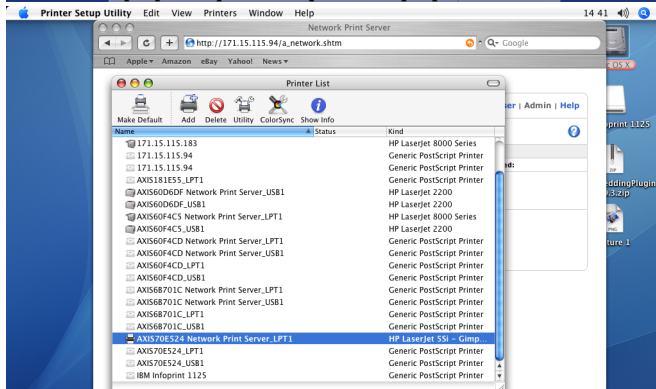 Printer Setup Utility Edit View Printers Window Help 14 41
Network Print Server
http://171.15.115.94/a_network.shtm Google
Apple Amazon eBay Yahoo! News
OS X
Printer List
Make Default Add Delete Utility ColorSync Show Info
Admin | Help
Name Status Kind
print 1125
171.15.115.183 HP LaserJet 8000 Series
171.15.115.94 Generic PostScript Printer
171.15.115.94 Generic PostScript Printer
AXIS181E55_LPT1 Generic PostScript Printer
AXIS60D6DF Network Print Server_USB1 HP LaserJet 2200
AXIS60D6DF_USB1 HP LaserJet 2200
ZIP
eddingPlugin
.3.zip
AXIS60F4C5 Network Print Server_LPT1 HP LaserJet 8000 Series
AXIS60F4C5_USB1 HP LaserJet 2200
AXIS60F4CD Network Print Server_LPT1 Generic PostScript Printer
PNG
ture 1
AXIS60F4CD Network Print Server_USB1 Generic PostScript Printer
AXIS60F4CD_LPT1 Generic PostScript Printer
AXIS60F4CD_USB1 Generic PostScript Printer
AXIS6B701C Network Print Server_LPT1 Generic PostScript Printer
AXIS6B701C Network Print Server_USB1 Generic PostScript Printer
AXIS6B701C_LPT1 Generic PostScript Printer
AXIS6B701C_USB1 Generic PostScript Printer
AXIS70E524 Network Print Server_LPT1 HP LaserJet 5Si – Gimp...
AXIS70E524_LPT1 Generic PostScript Printer
AXIS70E524_USB1 Generic PostScript Printer
IBM Infoprint 1125 Generic PostScript Printer